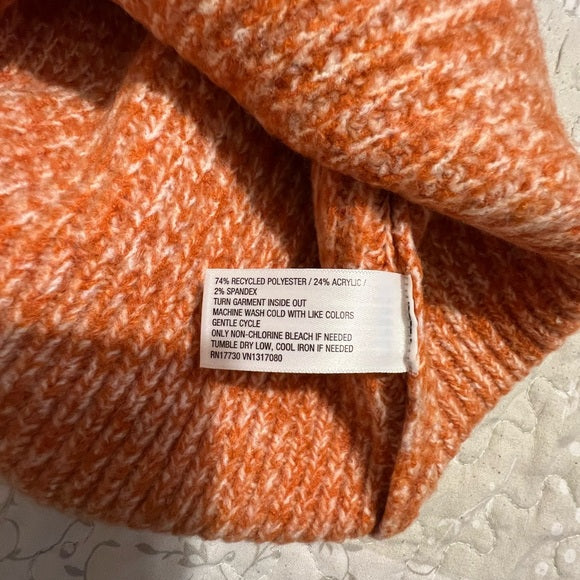 74% RECYCLED POLYESTER / 24% ACRYLIC /
2% SPANDEX
TURN GARMENT INSIDE OUT
MACHINE WASH COLD WITH LIKE COLORS
GENTLE CYCLE
ONLY NON-CHLORINE BLEACH IF NEEDED
TUMBLE DRY LOW, COOL IRON IF NEEDED
RN17730 VN1317080